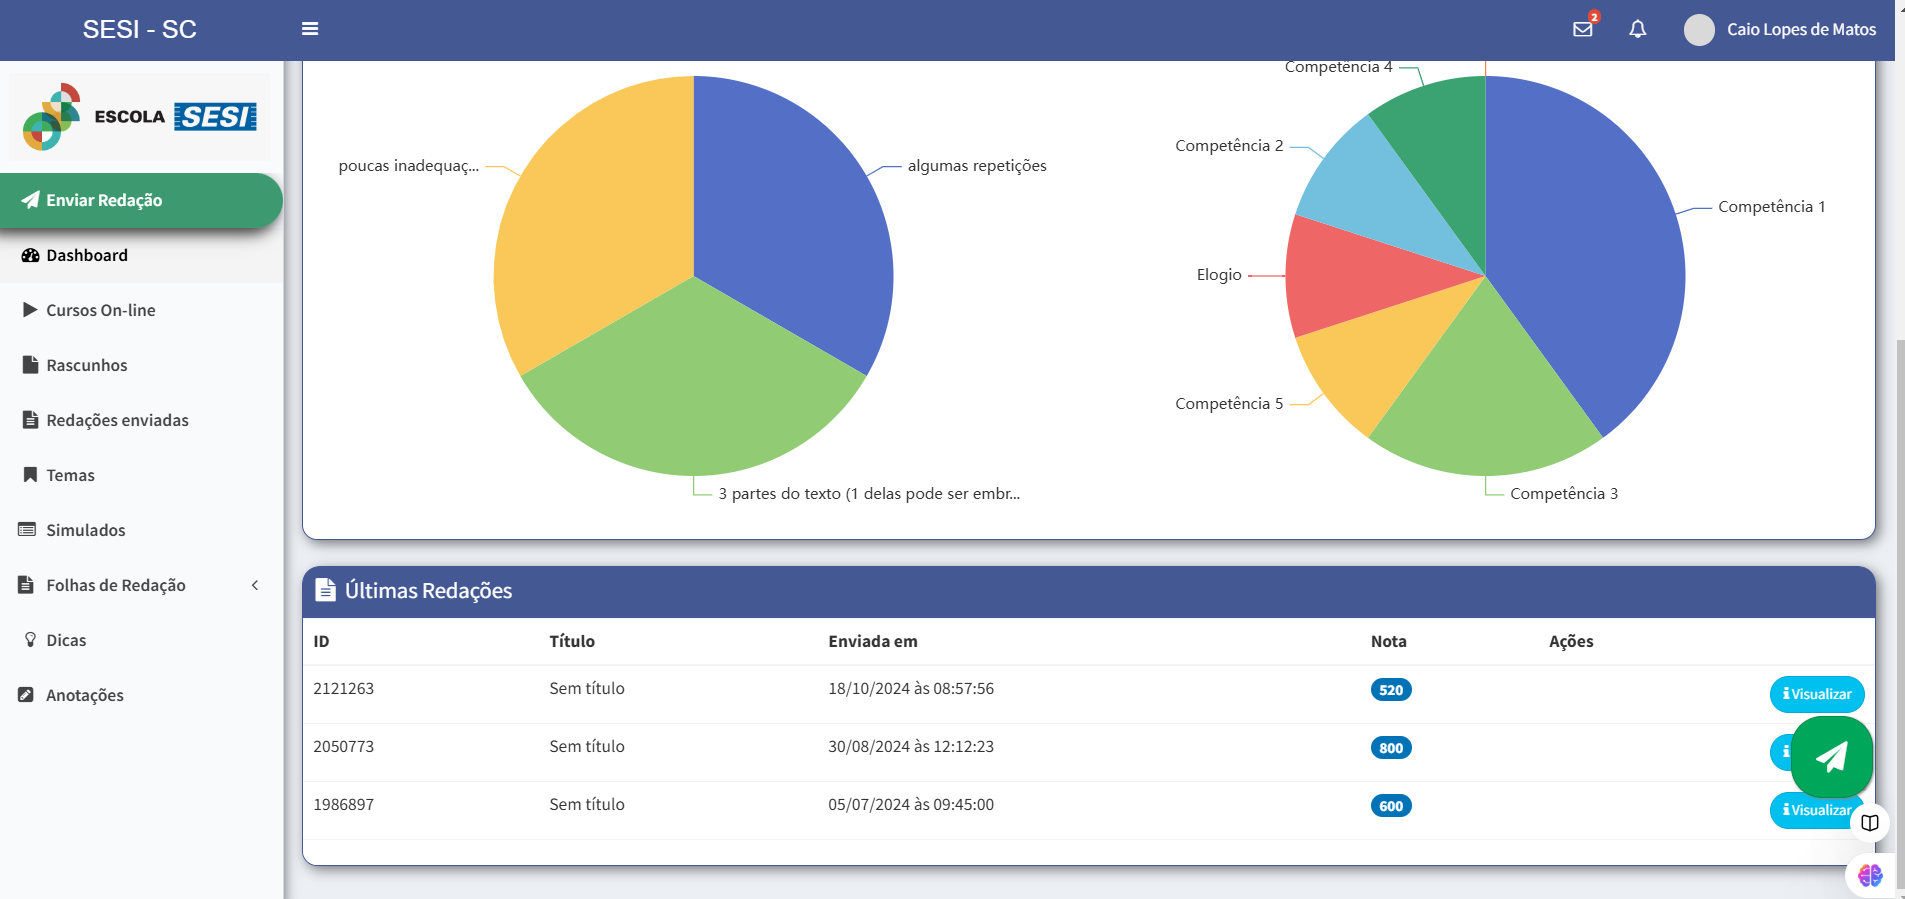 SESI - SC
2
Caio Lopes de Matos
ESCOLA SESI
Enviar Redação
Dashboard
Cursos On-line
Rascunhos
Redações enviadas
Temas
Simulados
Folhas de Redação
Dicas
Anotações
poucas inadequaç...
algumas repetições
3 partes do texto (1 delas pode ser embr...
Competência 4
Competência 2
Competência 1
Elogio
Competência 5
Competência 3
Últimas Redações
ID Título Enviada em Nota Ações
2121263 Sem título 18/10/2024 às 08:57:56 520 Visualizar
2050773 Sem título 30/08/2024 às 12:12:23 800
1986897 Sem título 05/07/2024 às 09:45:00 600 Visualizar